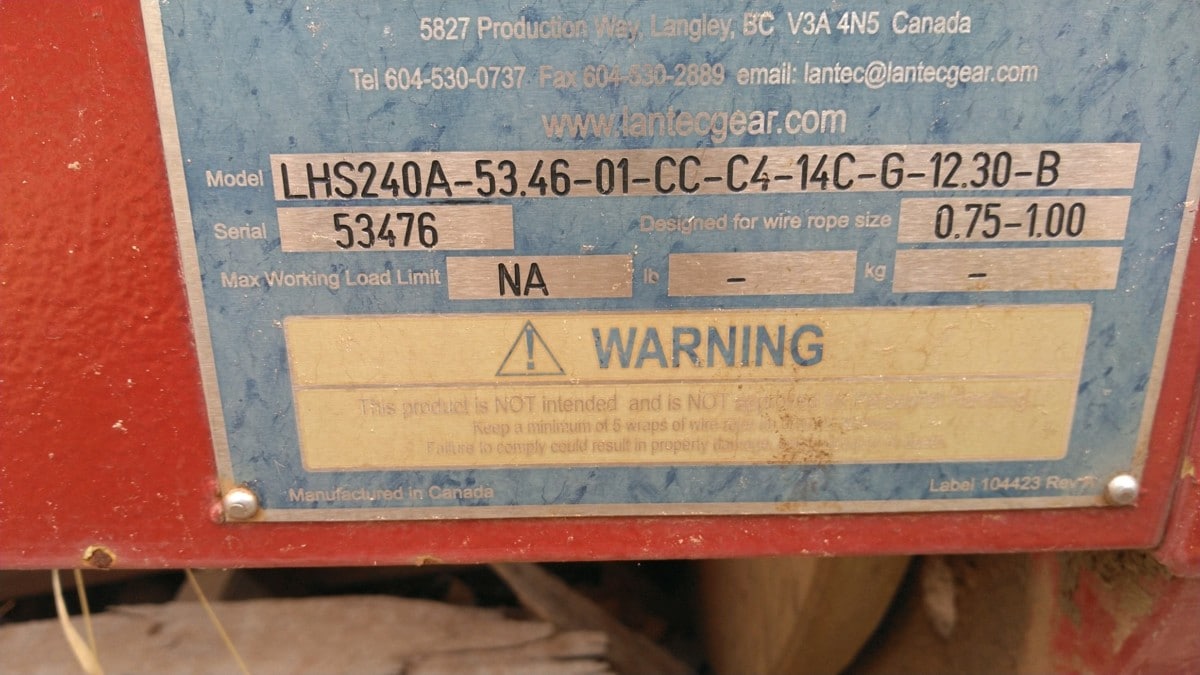 5827 Production Way, Langley, BC V3A 4N5 Canada
Tel 604-530-0737 Fax 604-530-2889 email: lantec@lantecgear.com
www.lantecgear.com
Model LHS240A-53.46-01-CC-C4-14C-G-12.30-B
Serial 53476 Designed for wire rope size 0.75-1.00
Max Working Load Limit NA lb - kg -
WARNING
This product is NOT intended and is NOT
Keep a minimum of 5 wraps of wire rope
Failure to comply could result in property damage,
Manufactured in Canada Label 104423 Rev